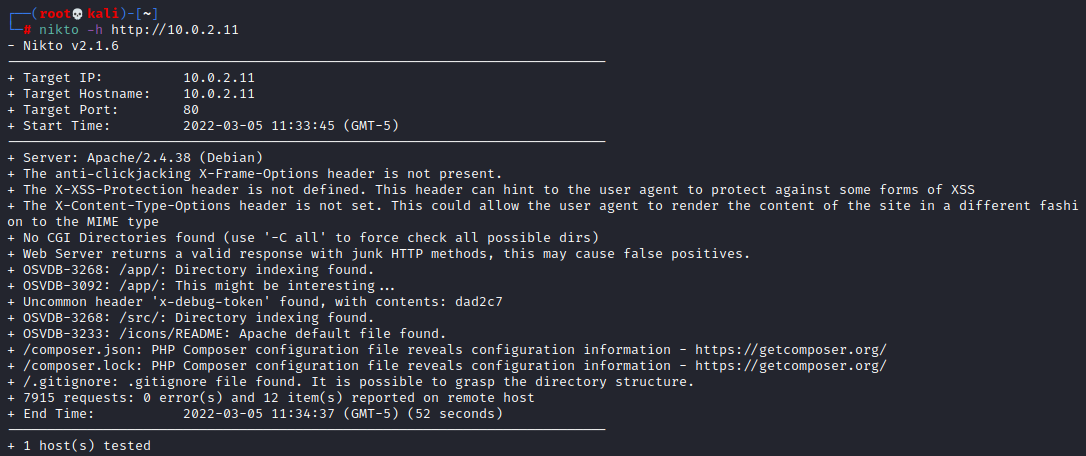 ┌──(root💀kali)-[~]
└─# nikto -h http://10.0.2.11
- Nikto v2.1.6
---------------------------------------------------------------------------
+ Target IP:          10.0.2.11
+ Target Hostname:    10.0.2.11
+ Target Port:        80
+ Start Time:         2022-03-05 11:33:45 (GMT-5)
---------------------------------------------------------------------------
+ Server: Apache/2.4.38 (Debian)
+ The anti-clickjacking X-Frame-Options header is not present.
+ The X-XSS-Protection header is not defined. This header can hint to the user agent to protect against some forms of XSS
+ The X-Content-Type-Options header is not set. This could allow the user agent to render the content of the site in a different fashi
on to the MIME type
+ No CGI Directories found (use '-C all' to force check all possible dirs)
+ Web Server returns a valid response with junk HTTP methods, this may cause false positives.
+ OSVDB-3268: /app/: Directory indexing found.
+ OSVDB-3092: /app/: This might be interesting...
+ Uncommon header 'x-debug-token' found, with contents: dad2c7
+ OSVDB-3268: /src/: Directory indexing found.
+ OSVDB-3233: /icons/README: Apache default file found.
+ /composer.json: PHP Composer configuration file reveals configuration information - https://getcomposer.org/
+ /composer.lock: PHP Composer configuration file reveals configuration information - https://getcomposer.org/
+ /.gitignore: .gitignore file found. It is possible to grasp the directory structure.
+ 7915 requests: 0 error(s) and 12 item(s) reported on remote host
+ End Time:           2022-03-05 11:34:37 (GMT-5) (52 seconds)
---------------------------------------------------------------------------
+ 1 host(s) tested